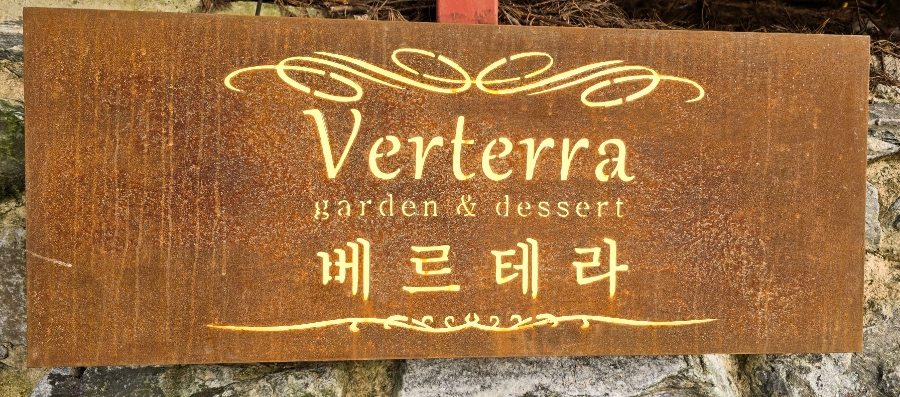 Verterra
garden & dessert
베르테라